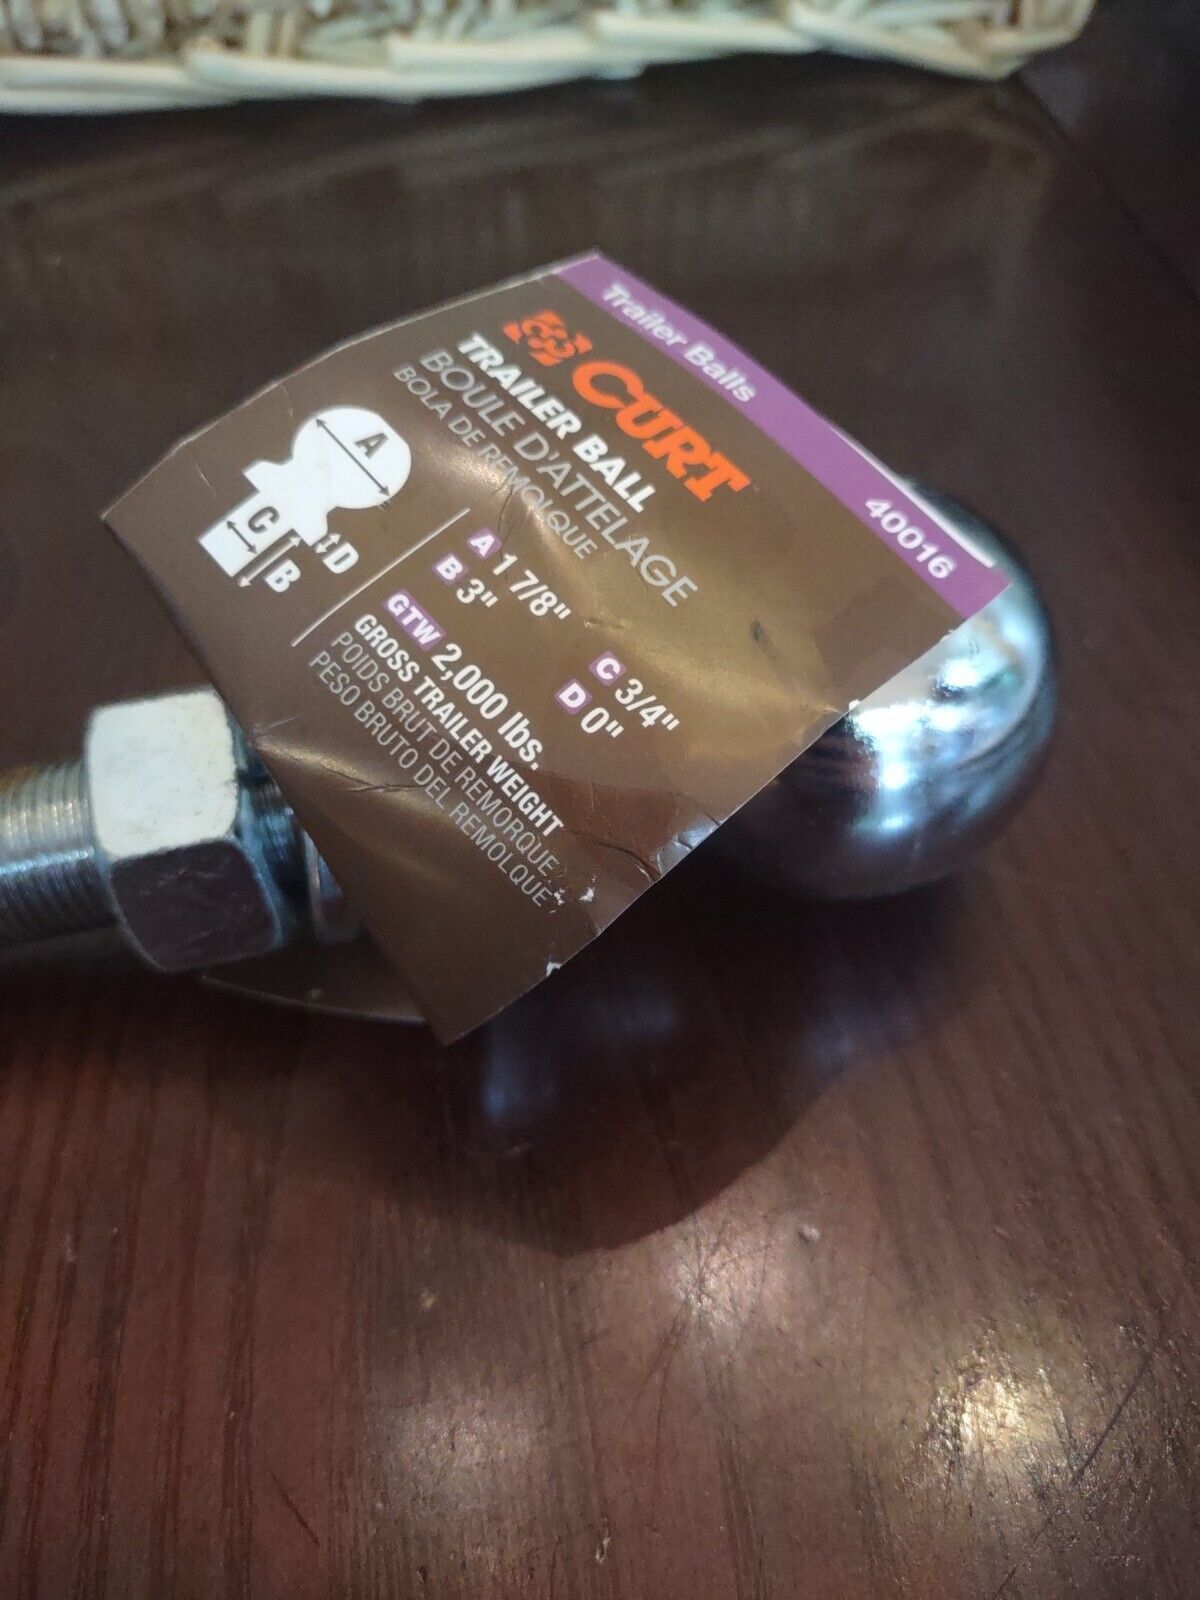 Trailer Balls 40016
CURT
TRAILER BALL
BOULE D'ATTELAGE
BOLA DE REMOLQUE
A
C
B
D
A 1 7/8" C 3/4"
B 3" D 0"
GTW 2,000 lbs.
GROSS TRAILER WEIGHT
POIDS BRUT DE REMORQUE
PESO BRUTO DEL REMOLQUE